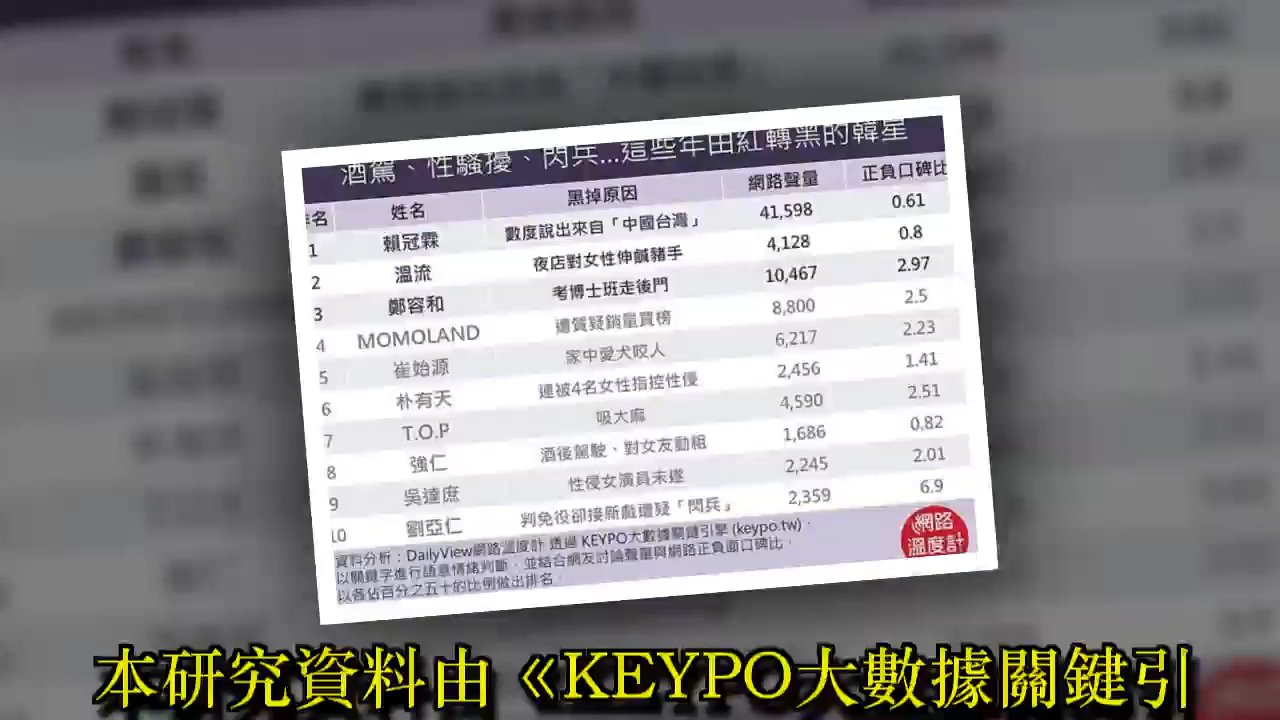 酒駕、性騷擾、閃兵...這些年由紅轉黑的韓星
名 姓名 黑掉原因 網路聲量 正負口碑比
1 賴冠霖 數度說出來自「中國台灣」 41,598 0.61
2 溫流 夜店對女性伸鹹豬手 4,128 0.8
3 鄭容和 考博士班走後門 10,467 2.97
4 MOMOLAND 遭質疑銷量買榜 8,800 2.5
5 崔始源 家中愛犬咬人 6,217 2.23
6 朴有天 連被4名女性指控性侵 2,456 1.41
7 T.O.P 吸大麻 4,590 2.51
8 強仁 酒後駕駛、對女友動粗 1,686 0.82
9 吳達庶 性侵女演員未遂 2,245 2.01
10 劉亞仁 判免役卻接新戲遭疑「閃兵」 2,359 6.9
資料分析：DailyView網路溫度計 透過 KEYPO大數據關鍵引擎 (keypo.tw)，
以關鍵字進行語意情緒判斷，並結合網友討論聲量與網路正負面口碑比，
以各佔百分之五十的比例做出排名。
網路
溫度計
本研究資料由《KEYPO大數據關鍵引